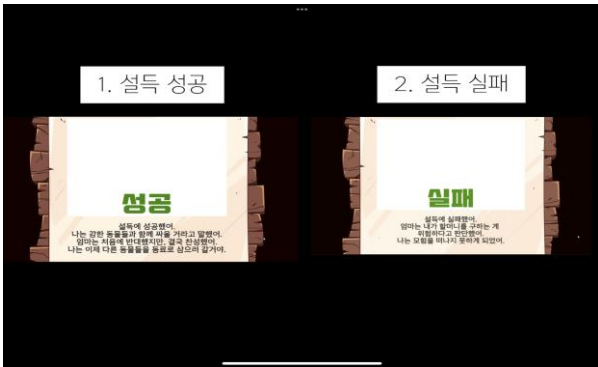 1. 설득 성공
성공
설득에 성공했어.
나는 강한 동물들과 함께 싸울 거라고 말했어.
엄마는 처음에 반대했지만, 결국 찬성했어.
나는 이제 다른 동물들을 동료로 삼으러 갈거야.
2. 설득 실패
실패
설득에 실패했어.
엄마는 내가 할머니를 구하는 게
위험하다고 판단했어.
나는 모험을 떠나지 못하게 되었어.